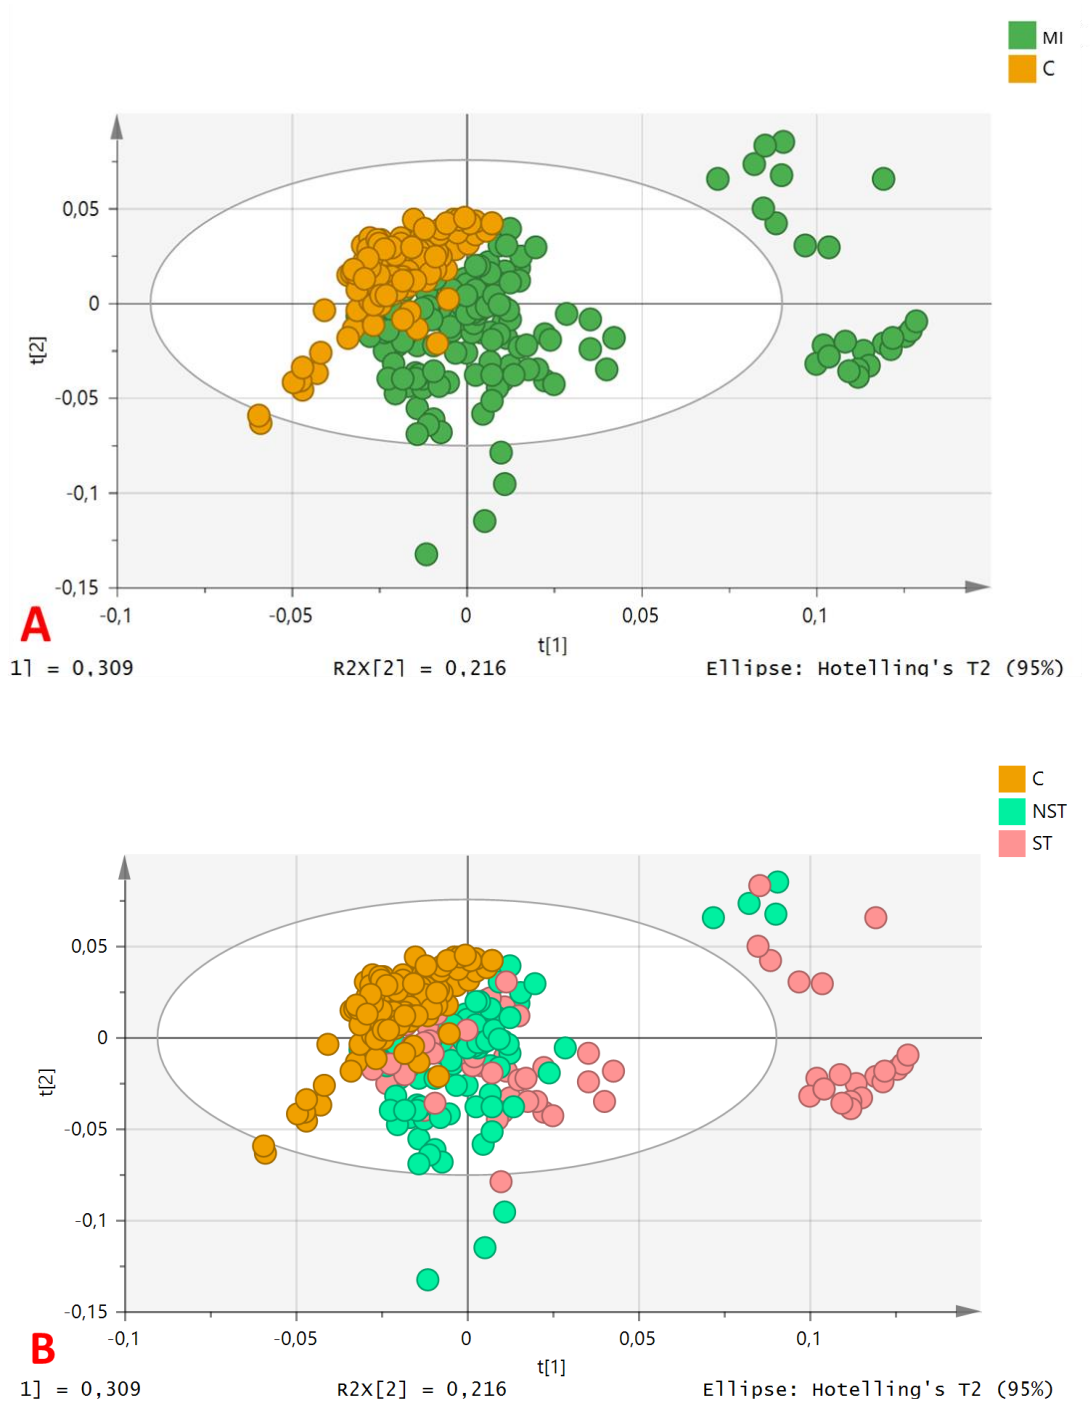 MI
C
0,05
0
-0,05
-0,1
-0,15
t[2]
-0,1 -0,05 0 0,05 0,1
t[1]
A
1] = 0,309 R2X[2] = 0,216 Ellipse: Hotelling's T2 (95%)
C
NST
ST
0,05
0
-0,05
-0,1
-0,15
t[2]
-0,1 -0,05 0 0,05 0,1
t[1]
B
1] = 0,309 R2X[2] = 0,216 Ellipse: Hotelling's T2 (95%)